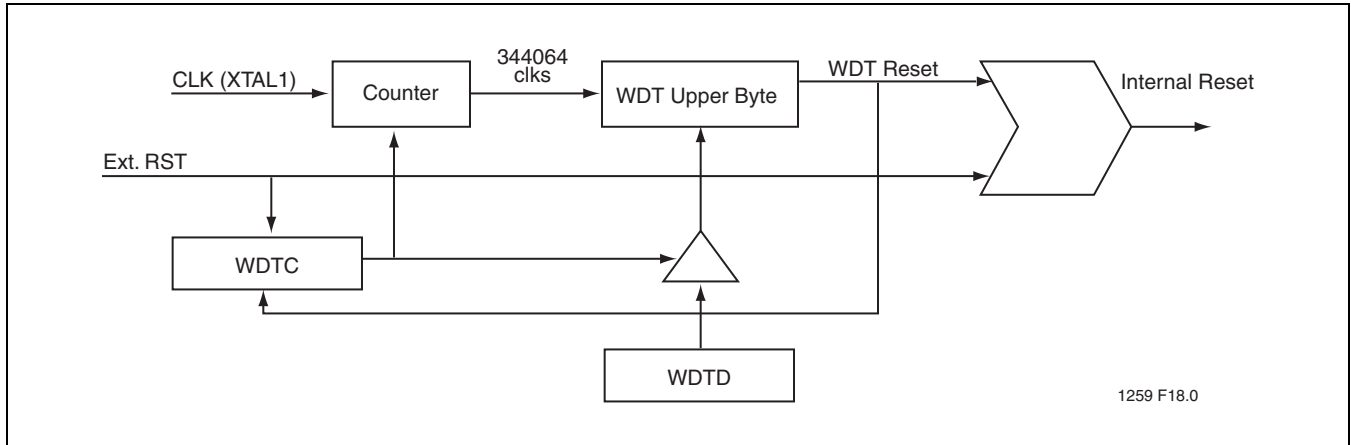 344064
clks
CLK (XTAL1)
Counter
WDT Upper Byte
WDT Reset
Internal Reset
Ext. RST
WDTC
WDTD
1259 F18.0